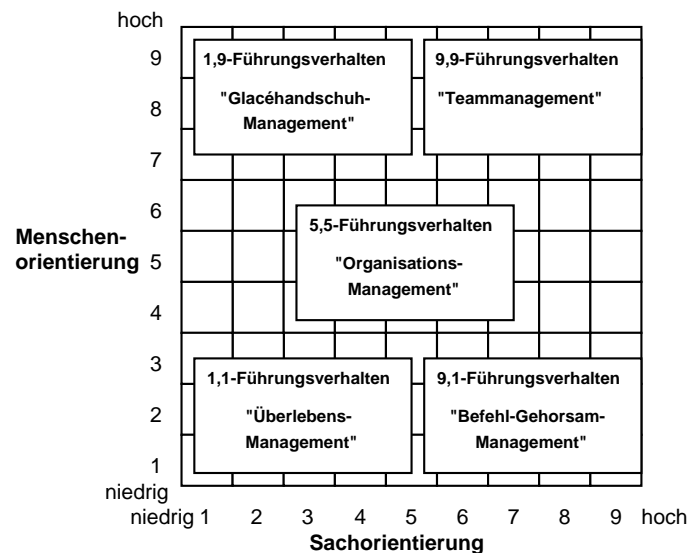 hoch
9
1,9-Führungsverhalten
9,9-Führungsverhalten
8
"Glacéhandschuh-
Management"
"Teammanagement"
7
6
5,5-Führungsverhalten
Menschen-
orientierung
5
"Organisations-
Management"
4
3
1,1-Führungsverhalten
9,1-Führungsverhalten
2
"Überlebens-
Management"
"Befehl-Gehorsam-
Management"
1
niedrig
niedrig 1 2 3 4 5 6 7 8 9 hoch
Sachorientierung